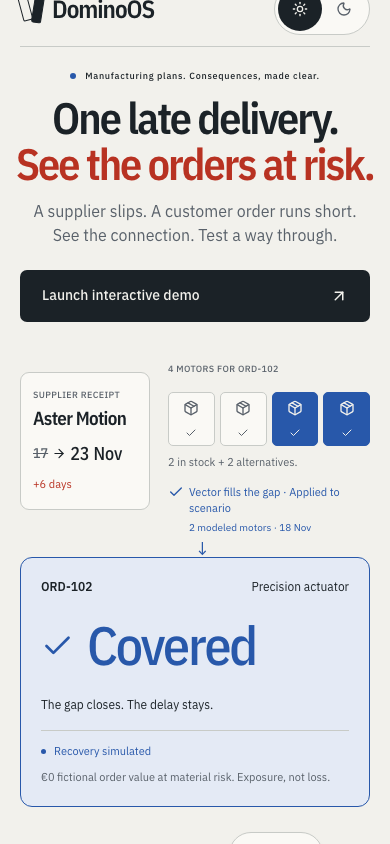 DominoOS
Manufacturing plans. Consequences, made clear.
One late delivery.
See the orders at risk.
A supplier slips. A customer order runs short.
See the connection. Test a way through.
Launch interactive demo
SUPPLIER RECEIPT
Aster Motion
17 → 23 Nov
+6 days
4 MOTORS FOR ORD-102
2 in stock + 2 alternatives.
Vector fills the gap · Applied to
scenario
2 modeled motors · 18 Nov
ORD-102
Precision actuator
Covered
The gap closes. The delay stays.
Recovery simulated
€0 fictional order value at material risk. Exposure, not loss.